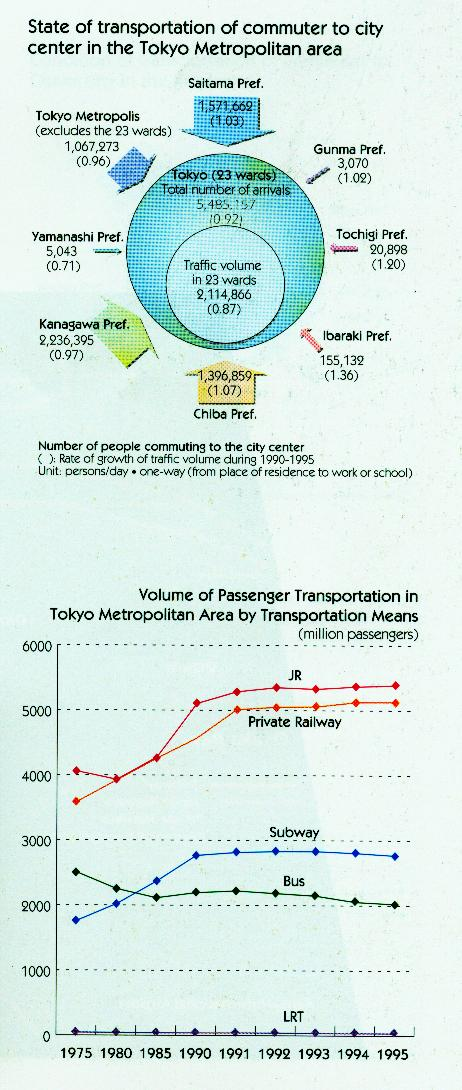 State of transportation of commuter to city
center in the Tokyo Metropolitan area
Saitama Pref.
1,571,662
(1.03)
Tokyo Metropolis
(excludes the 23 wards)
1,067,273
(0.96)
Gunma Pref.
3,070
(1.02)
Tokyo (23 wards)
Total number of arrivals
5,485,157
(0.92)
Yamanashi Pref.
5,043
(0.71)
Tochigi Pref.
20,898
(1.20)
Traffic volume
in 23 wards
2,114,866
(0.87)
Kanagawa Pref.
2,236,395
(0.97)
Ibaraki Pref.
155,132
(1.36)
1,396,859
(1.07)
Chiba Pref.
Number of people commuting to the city center
( ): Rate of growth of traffic volume during 1990-1995
Unit: persons/day • one-way (from place of residence to work or school)
Volume of Passenger Transportation in
Tokyo Metropolitan Area by Transportation Means
(million passengers)
6000
JR
5000
Private Railway
4000
3000
Subway
Bus
2000
1000
LRT
0
1975 1980 1985 1990 1991 1992 1993 1994 1995